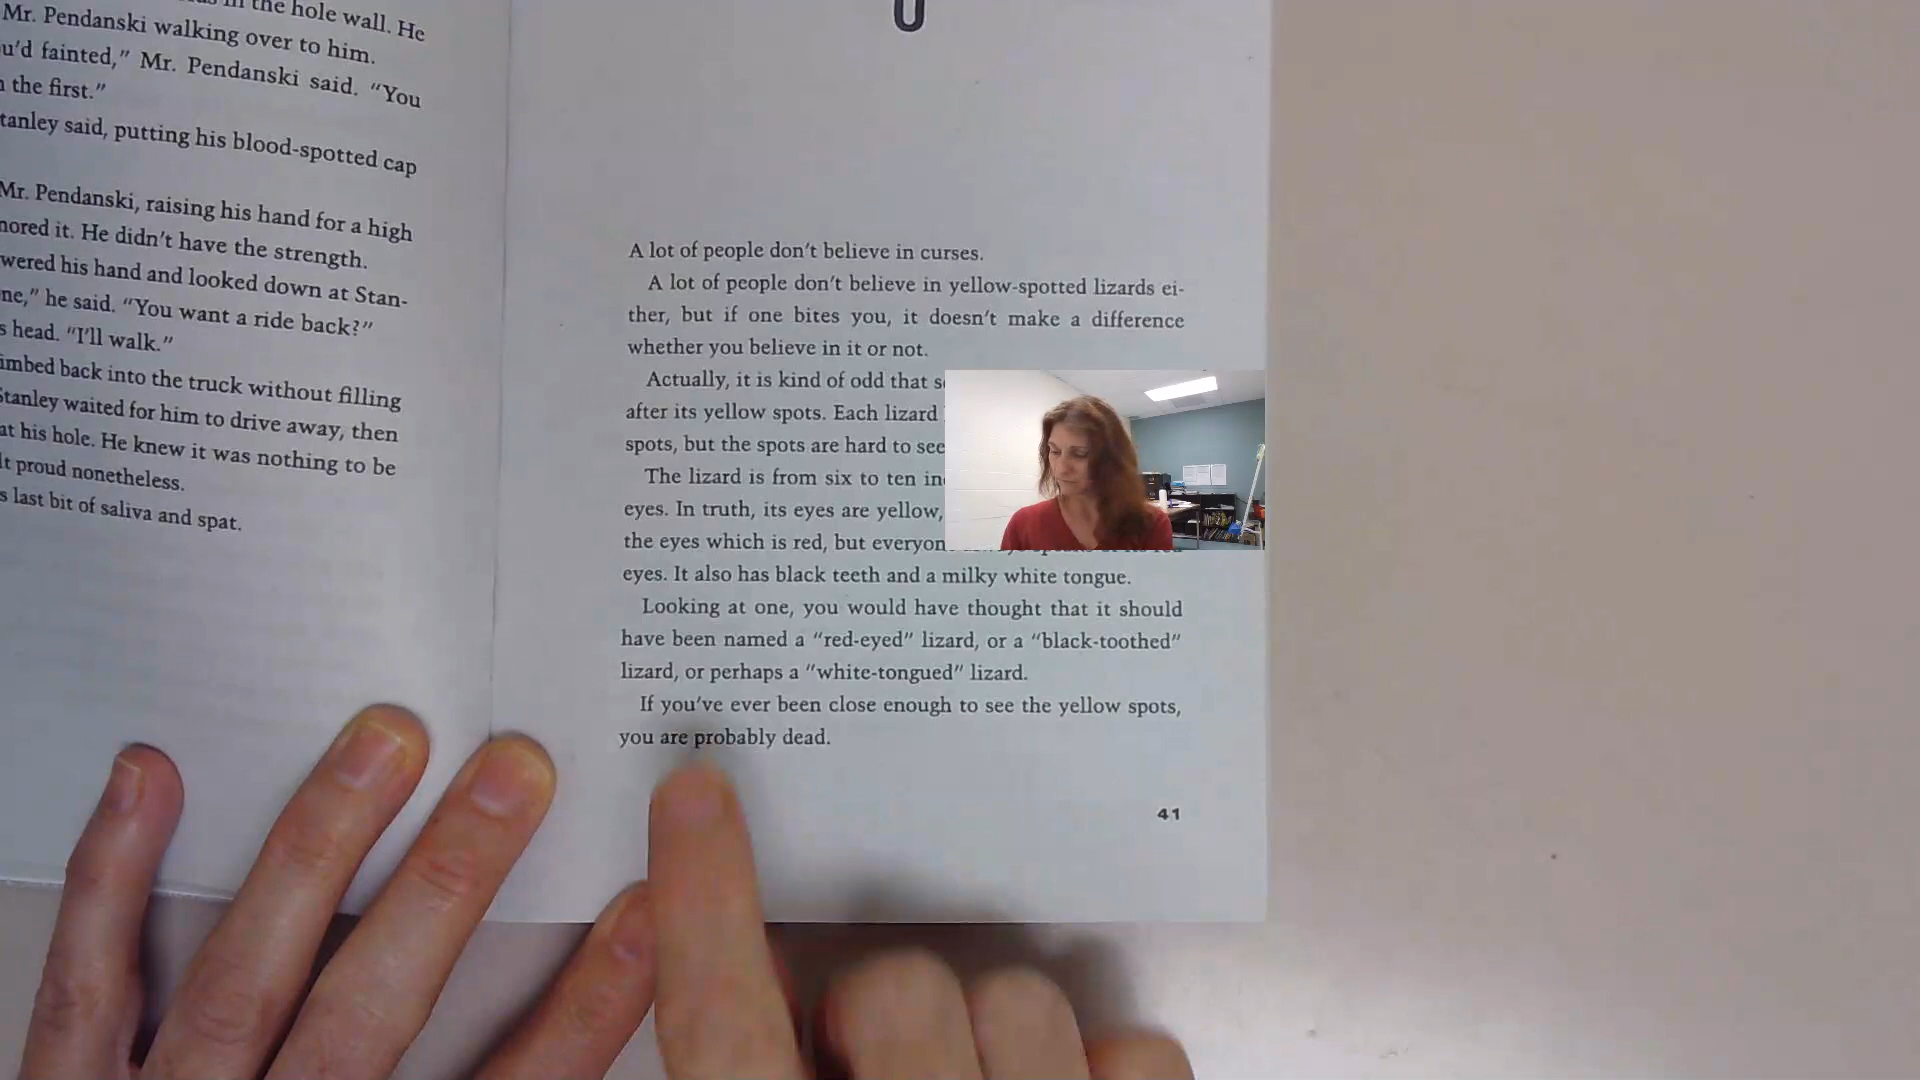 in the hole wall. He
Mr. Pendanski walking over to him.
u'd fainted," Mr. Pendanski said. "You
the first."
tanley said, putting his blood-spotted cap
Mr. Pendanski, raising his hand for a high
nored it. He didn't have the strength.
wered his hand and looked down at Stan-
ne," he said. "You want a ride back?"
s head. "I'll walk."
imbed back into the truck without filling
Stanley waited for him to drive away, then
at his hole. He knew it was nothing to be
lt proud nonetheless.
s last bit of saliva and spat.
A lot of people don't believe in curses.
A lot of people don't believe in yellow-spotted lizards ei-
ther, but if one bites you, it doesn't make a difference
whether you believe in it or not.
Actually, it is kind of odd that
after its yellow spots. Each lizard
spots, but the spots are hard to see
The lizard is from six to ten
eyes. In truth, its eyes are yellow,
the eyes which is red, but
eyes. It also has black teeth and a milky white tongue.
Looking at one, you would have thought that it should
have been named a "red-eyed" lizard, or a "black-toothed"
lizard, or perhaps a "white-tongued" lizard.
If you've ever been close enough to see the yellow spots,
you are probably dead.
41